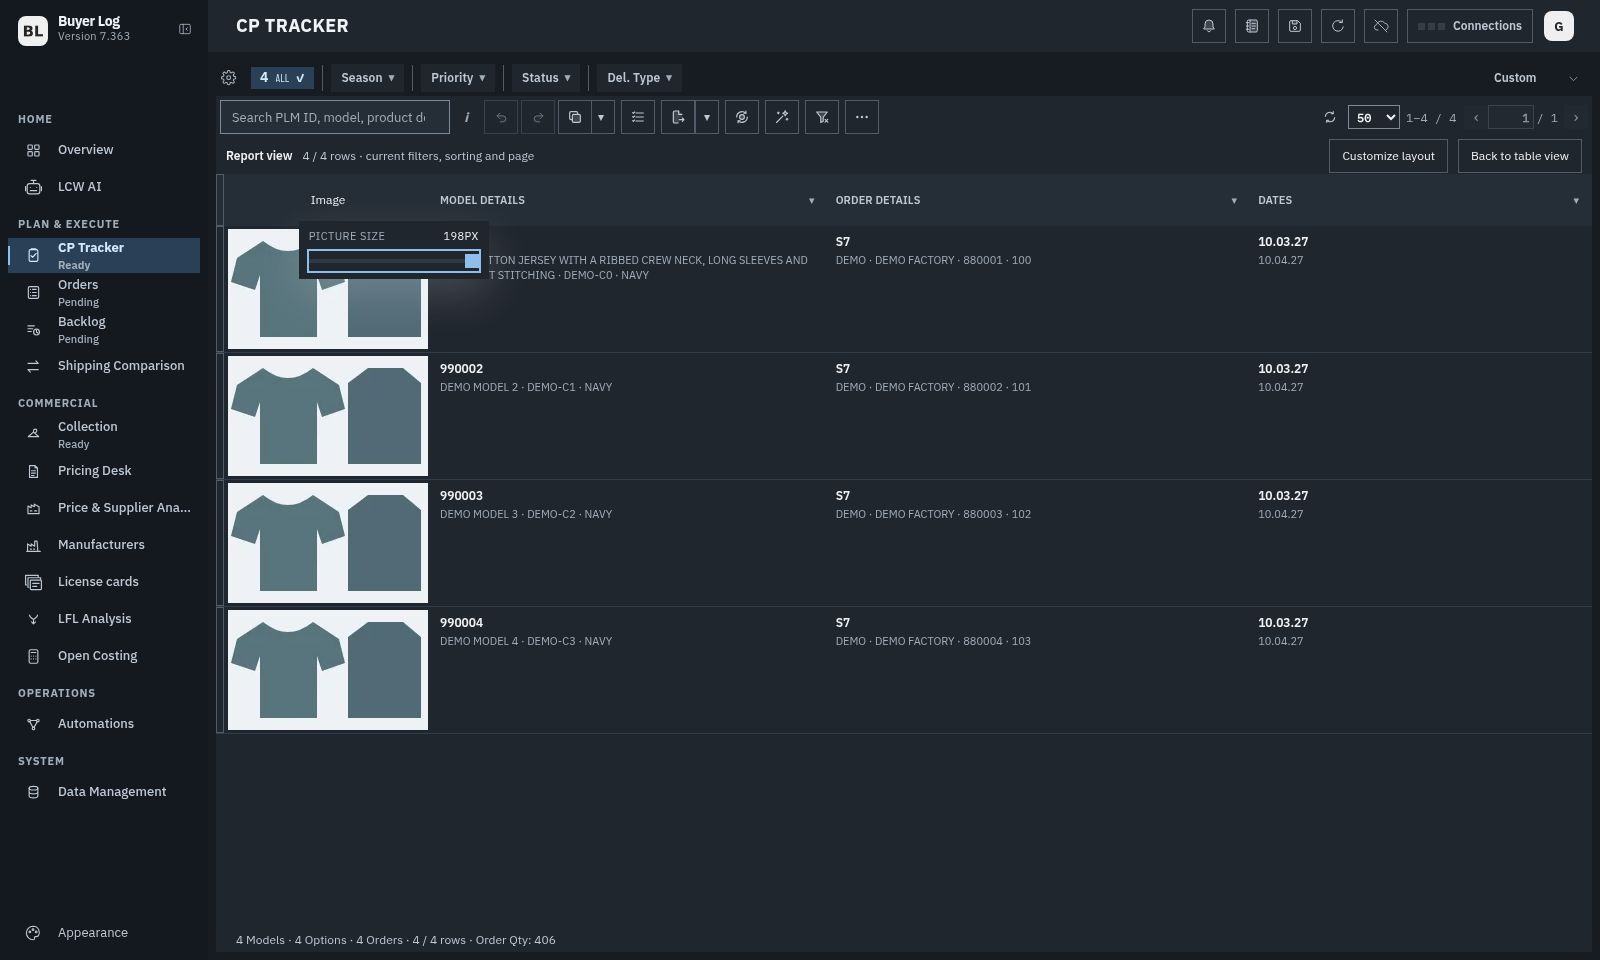 BL
Buyer Log
Version 7.363
HOME
Overview
LCW AI
PLAN & EXECUTE
CP Tracker
Ready
Orders
Pending
Backlog
Pending
Shipping Comparison
COMMERCIAL
Collection
Ready
Pricing Desk
Price & Supplier Ana...
Manufacturers
License cards
LFL Analysis
Open Costing
OPERATIONS
Automations
SYSTEM
Data Management
Appearance
CP TRACKER
Connections
G
4 ALL
Season
Priority
Status
Del. Type
Custom
Search PLM ID, model, product d
i
50
1–4 / 4
1 / 1
Report view 4 / 4 rows · current filters, sorting and page
Customize layout
Back to table view
Image
MODEL DETAILS
ORDER DETAILS
DATES
PICTURE SIZE 198PX
TTON JERSEY WITH A RIBBED CREW NECK, LONG SLEEVES AND
T STITCHING · DEMO-C0 · NAVY
S7
DEMO · DEMO FACTORY · 880001 · 100
10.03.27
10.04.27
990002
DEMO MODEL 2 · DEMO-C1 · NAVY
S7
DEMO · DEMO FACTORY · 880002 · 101
10.03.27
10.04.27
990003
DEMO MODEL 3 · DEMO-C2 · NAVY
S7
DEMO · DEMO FACTORY · 880003 · 102
10.03.27
10.04.27
990004
DEMO MODEL 4 · DEMO-C3 · NAVY
S7
DEMO · DEMO FACTORY · 880004 · 103
10.03.27
10.04.27
4 Models · 4 Options · 4 Orders · 4 / 4 rows · Order Qty: 406